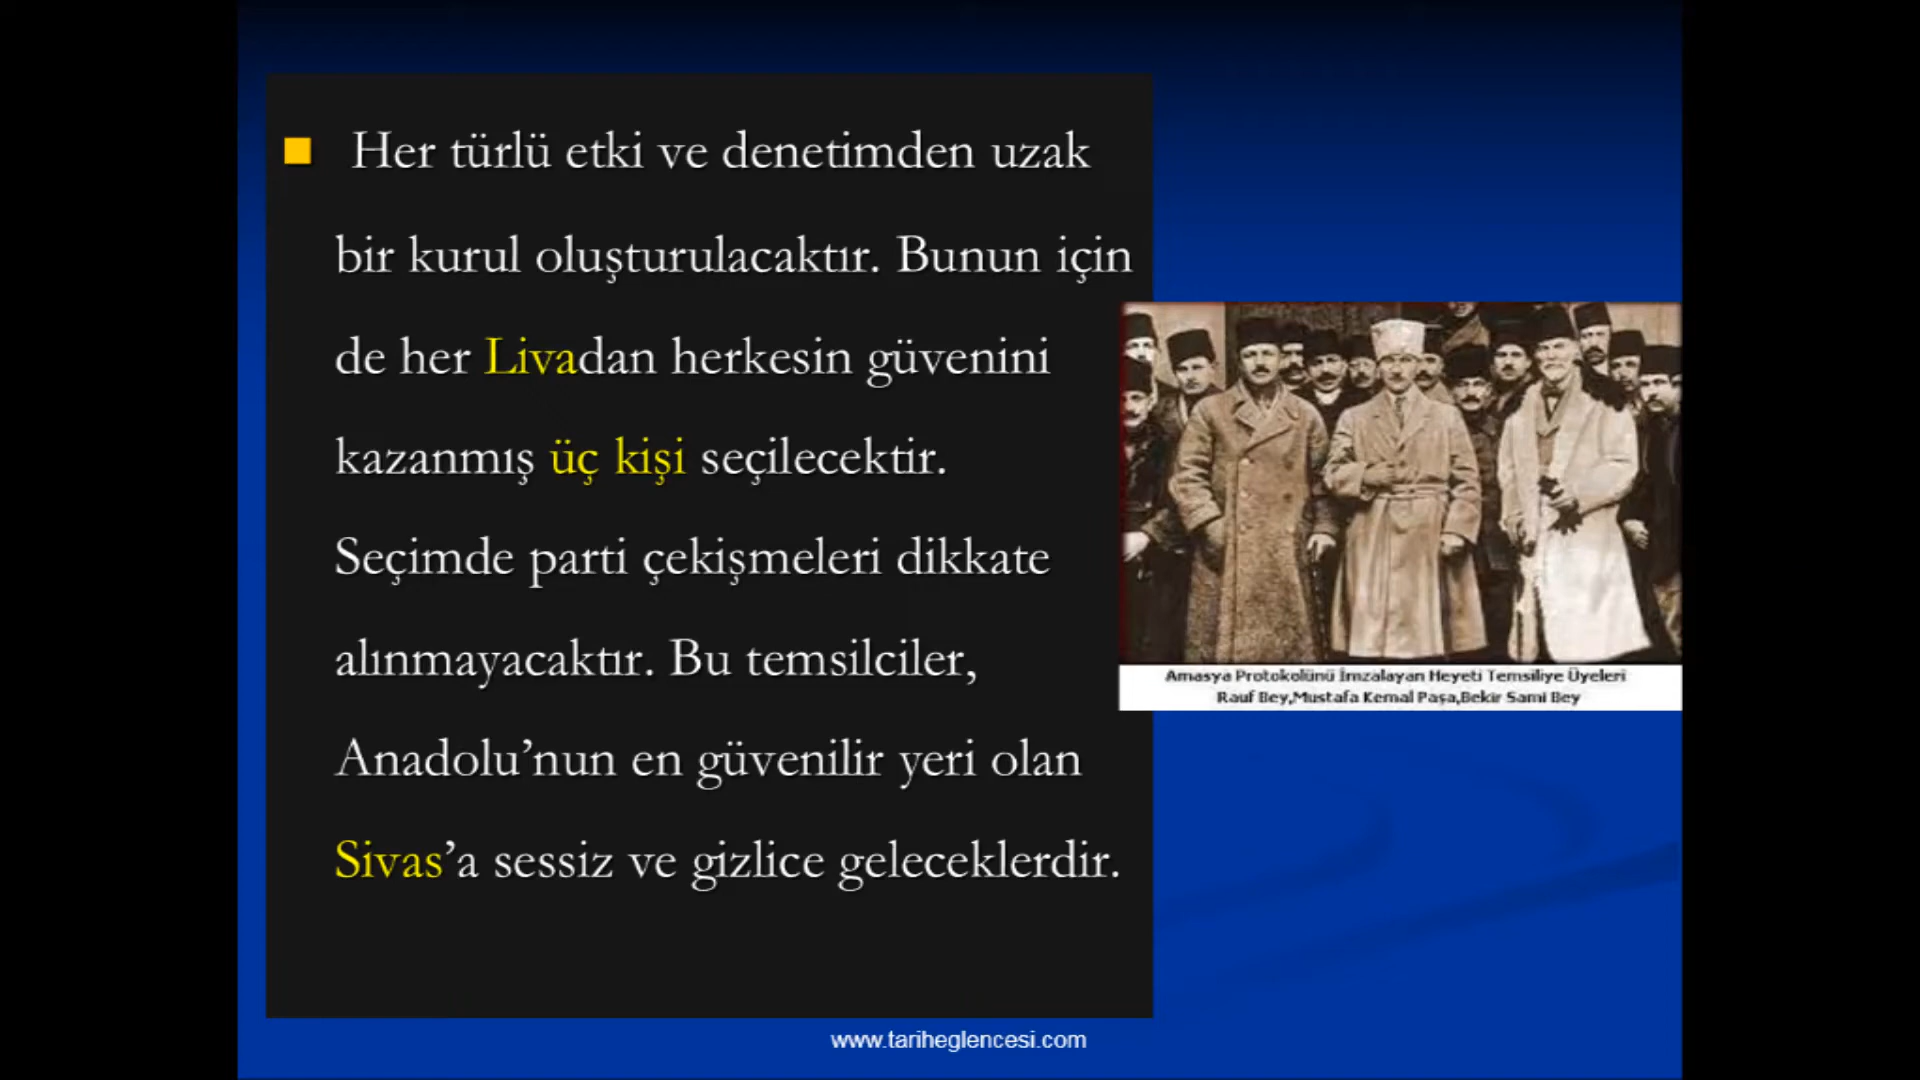 Her türlü etki ve denetimden uzak
bir kurul oluşturulacaktır. Bunun için
de her Livadan herkesin güvenini
kazanmış üç kişi seçilecektir.
Seçimde parti çekişmeleri dikkate
alınmayacaktır. Bu temsilciler,
Anadolu’nun en güvenilir yeri olan
Sivas’a sessiz ve gizlice geleceklerdir.
Amasya Protokolünü İmzalayan Heyeti Temsiliye Üyeleri
Rauf Bey,Mustafa Kemal Paşa,Bekir Sami Bey
www.tariheglencesi.com